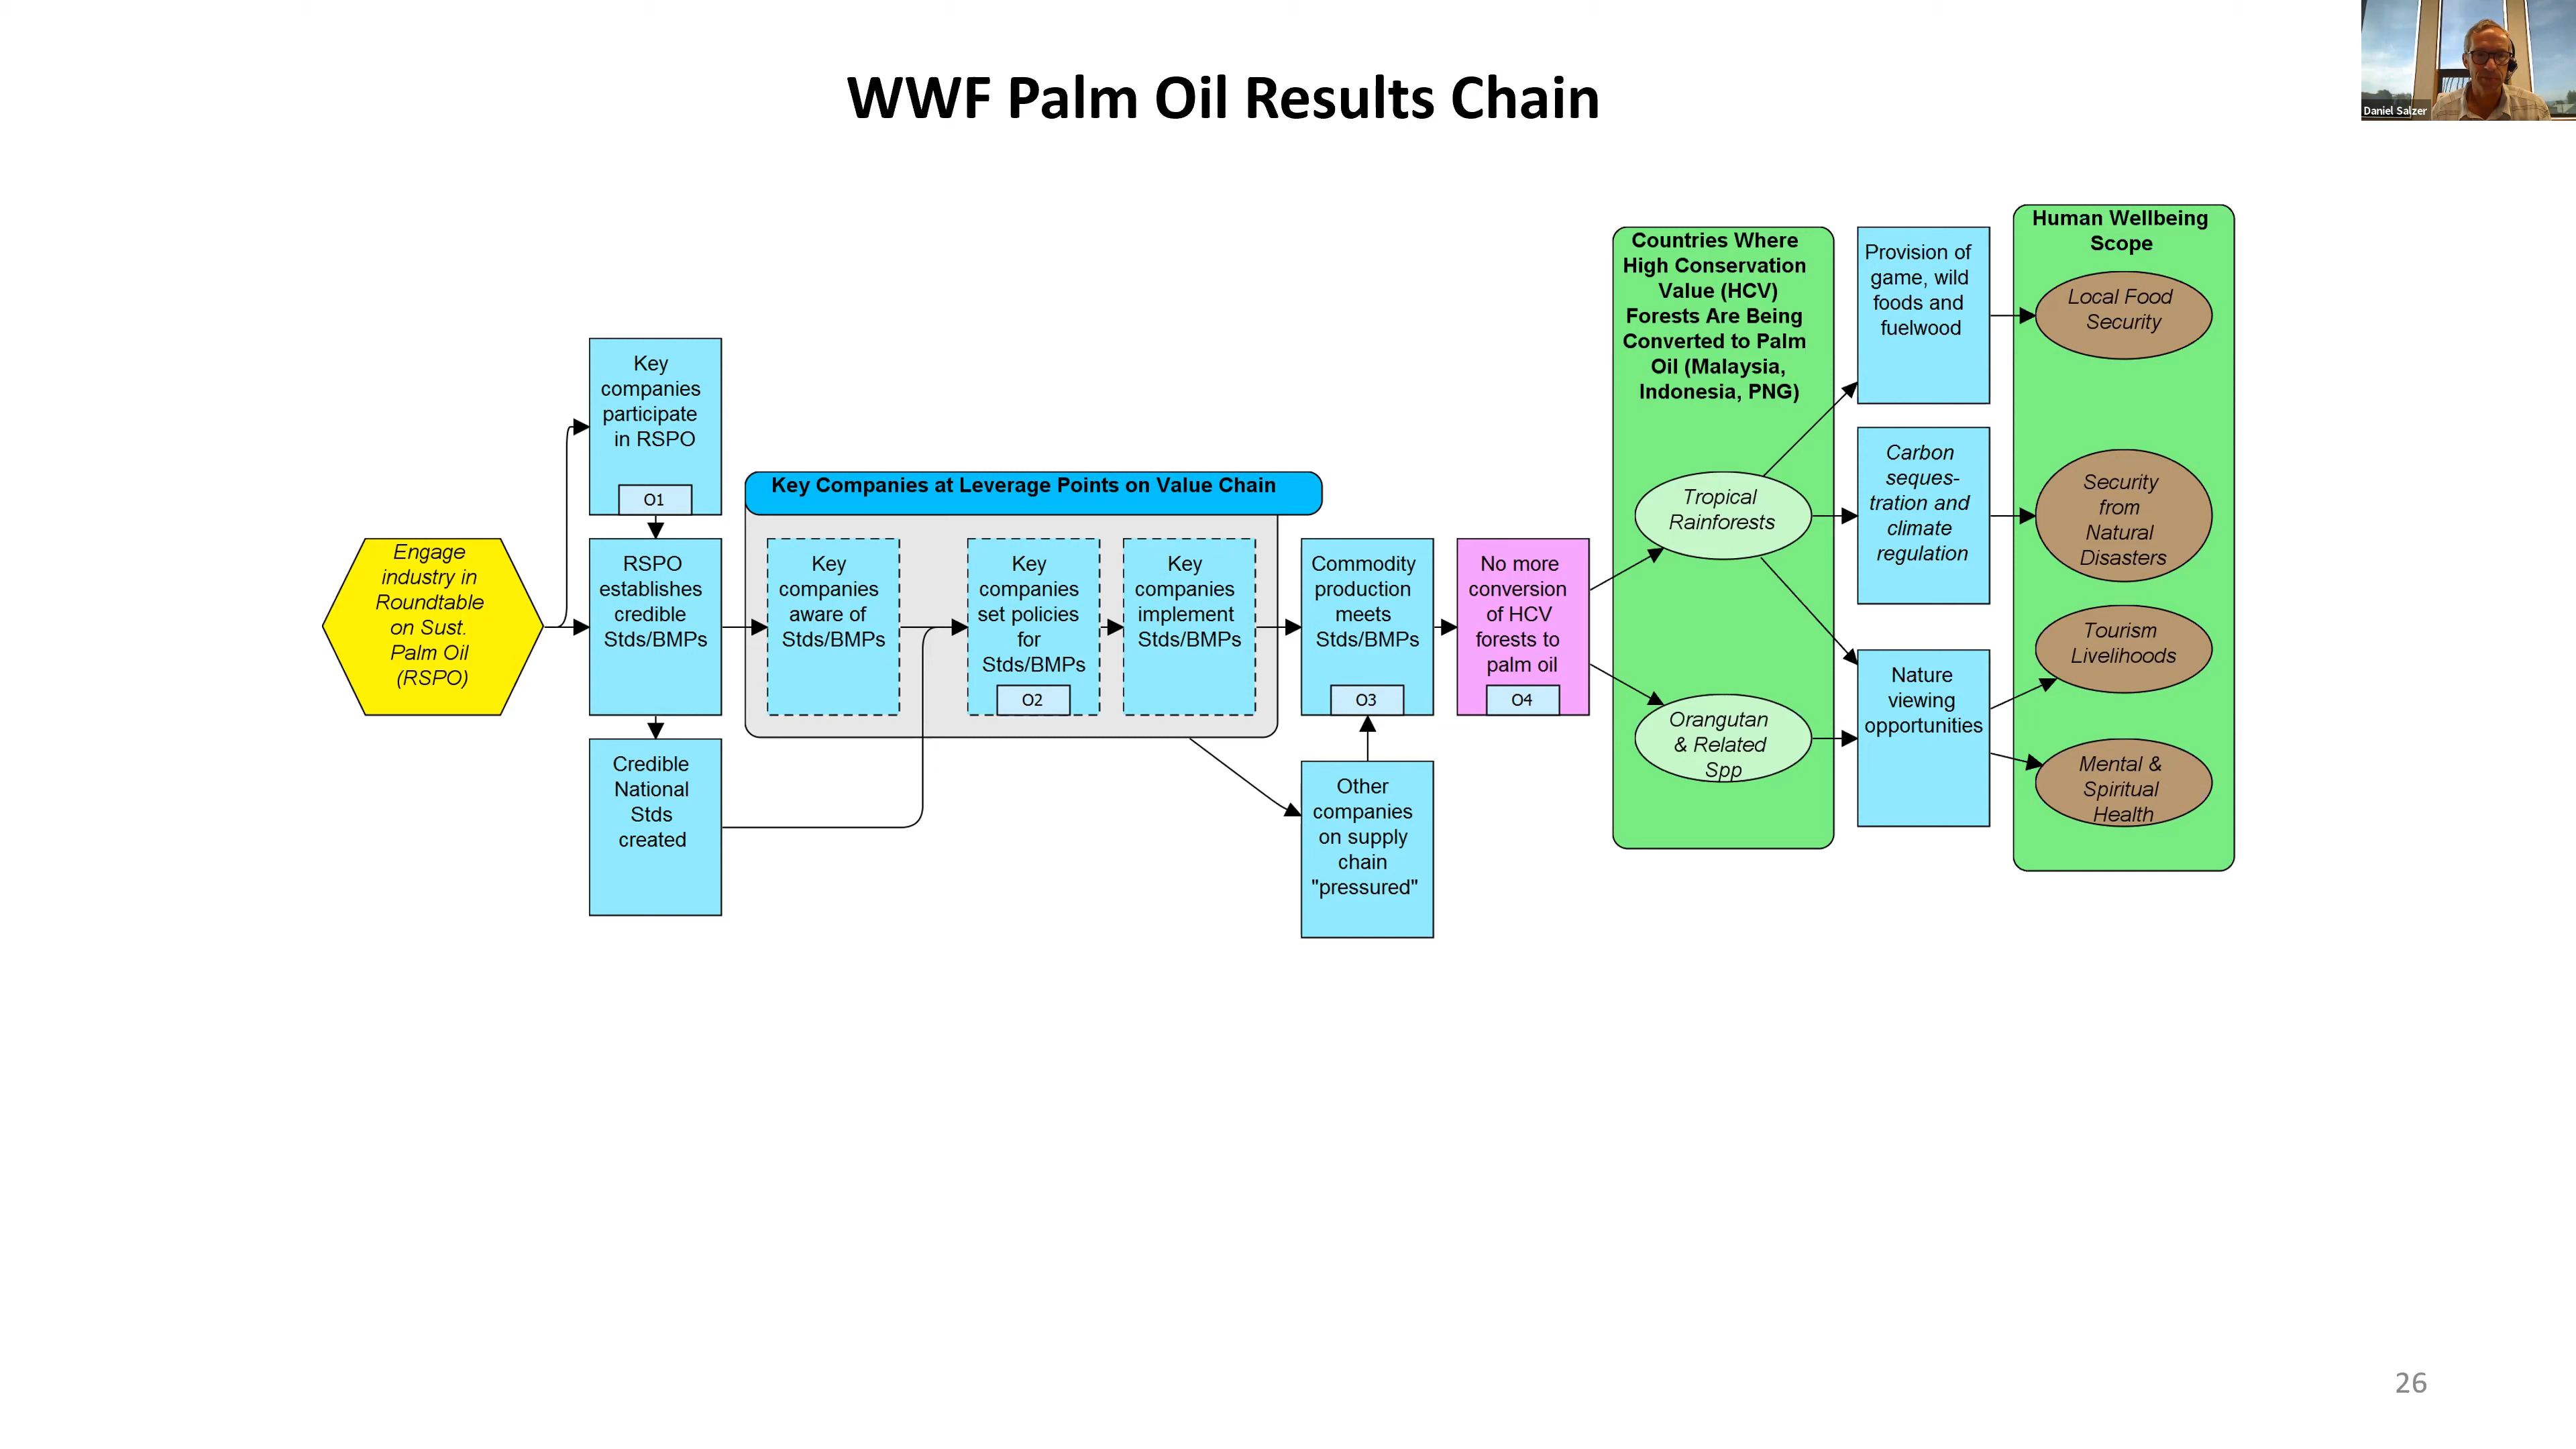 WWF Palm Oil Results Chain
Daniel Salzer
Engage
industry in
Roundtable
on Sust.
Palm Oil
(RSPO)
Key
companies
participate
in RSPO
O1
RSPO
establishes
credible
Stds/BMPs
Credible
National
Stds
created
Key Companies at Leverage Points on Value Chain
Key
companies
aware of
Stds/BMPs
Key
companies
set policies
for
Stds/BMPs
O2
Key
companies
implement
Stds/BMPs
Commodity
production
meets
Stds/BMPs
O3
Other
companies
on supply
chain
"pressured"
No more
conversion
of HCV
forests to
palm oil
O4
Countries Where
High Conservation
Value (HCV)
Forests Are Being
Converted to Palm
Oil (Malaysia,
Indonesia, PNG)
Tropical
Rainforests
Orangutan
& Related
Spp
Provision of
game, wild
foods and
fuelwood
Carbon
seques-
tration and
climate
regulation
Nature
viewing
opportunities
Human Wellbeing
Scope
Local Food
Security
Security
from
Natural
Disasters
Tourism
Livelihoods
Mental &
Spiritual
Health
26